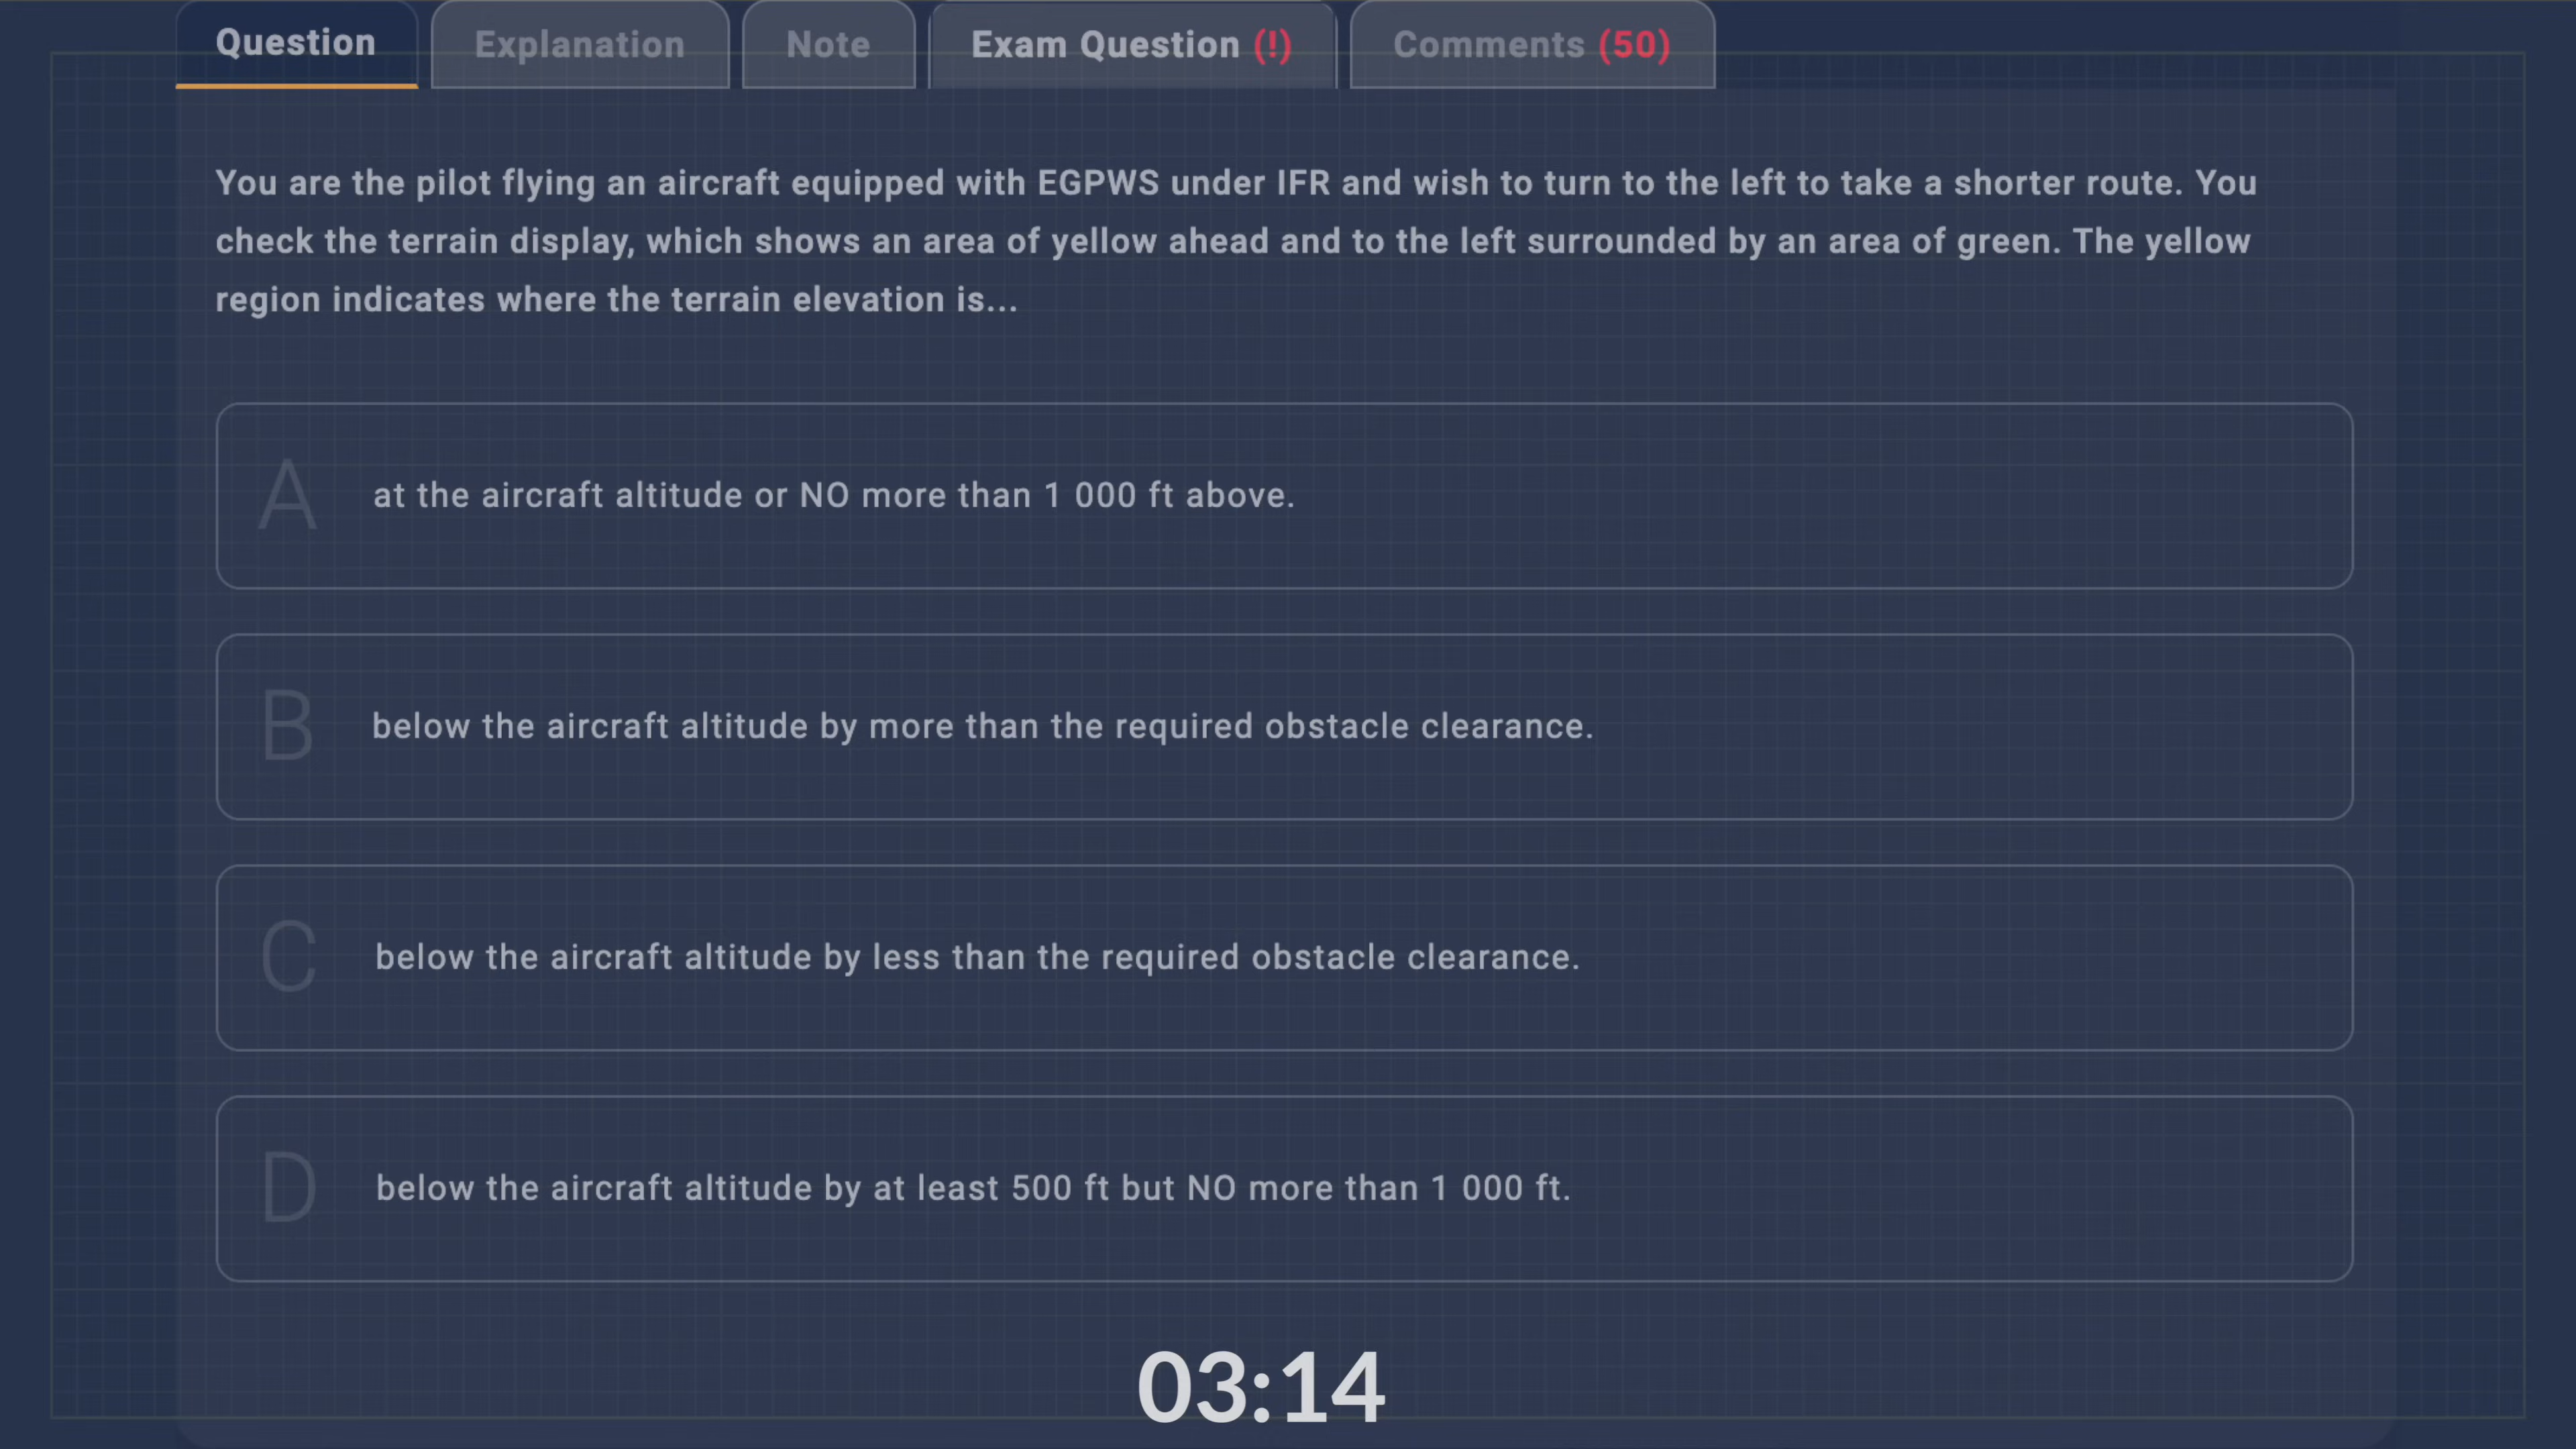 Question Explanation Note Exam Question (!) Comments (50)
You are the pilot flying an aircraft equipped with EGPWS under IFR and wish to turn to the left to take a shorter route. You
check the terrain display, which shows an area of yellow ahead and to the left surrounded by an area of green. The yellow
region indicates where the terrain elevation is...
A at the aircraft altitude or NO more than 1 000 ft above.
B below the aircraft altitude by more than the required obstacle clearance.
C below the aircraft altitude by less than the required obstacle clearance.
D below the aircraft altitude by at least 500 ft but NO more than 1 000 ft.
03:14